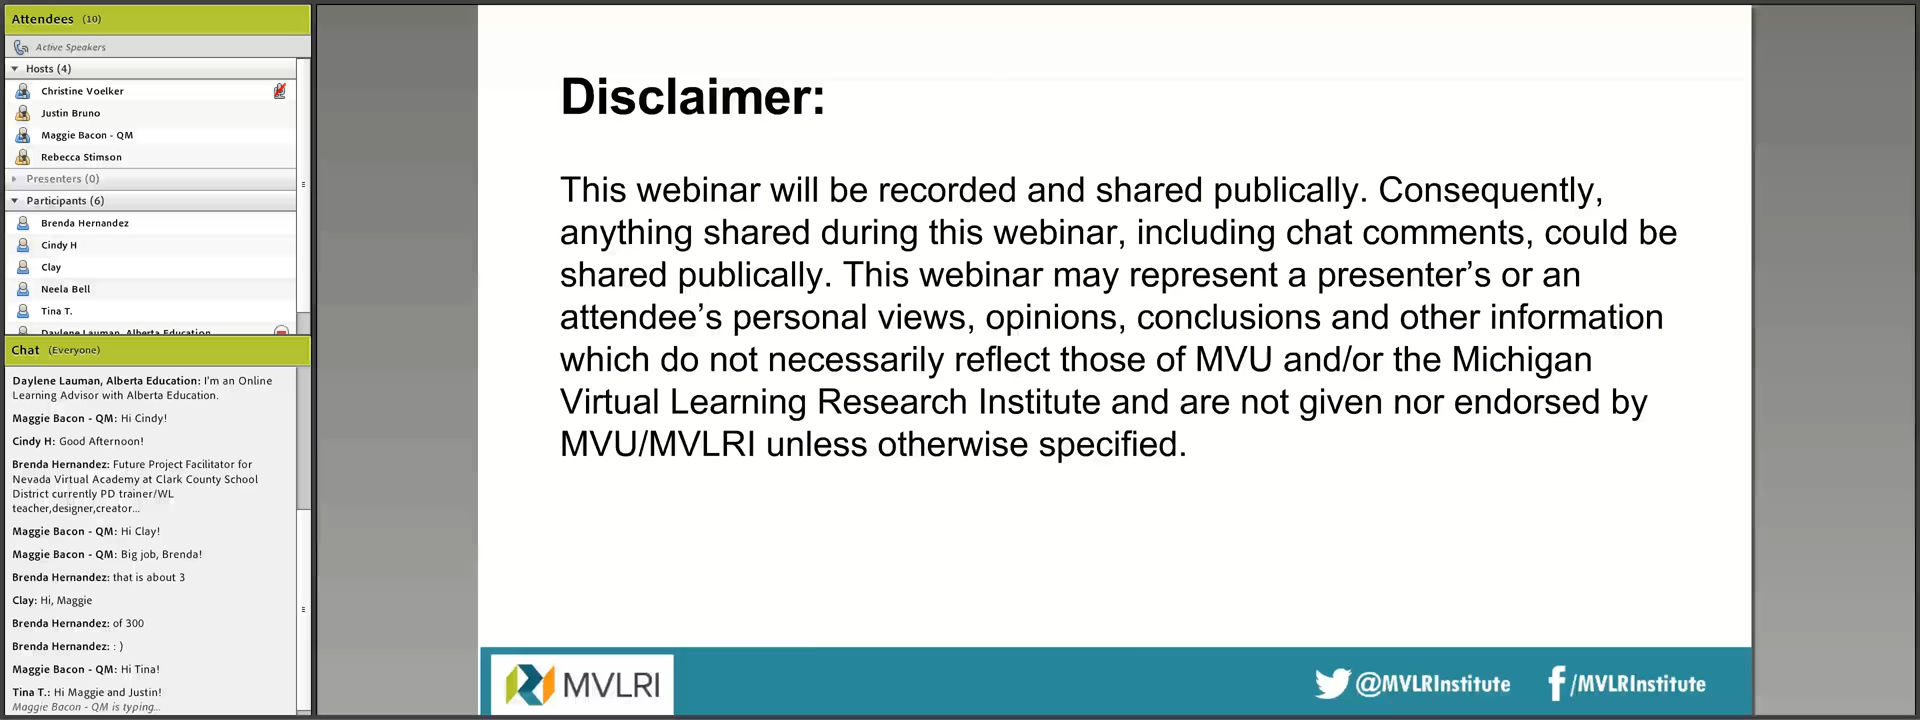 Attendees (10)
Active Speakers
Hosts (4)
Christine Voelker
Justin Bruno
Maggie Bacon - QM
Rebecca Stimson
Presenters (0)
Participants (6)
Brenda Hernandez
Cindy H
Clay
Neela Bell
Tina T.
Daylene Lauman, Alberta Education
Chat (Everyone)
Daylene Lauman, Alberta Education: I'm an Online
Learning Advisor with Alberta Education.
Maggie Bacon - QM: Hi Cindy!
Cindy H: Good Afternoon!
Brenda Hernandez: Future Project Facilitator for
Nevada Virtual Academy at Clark County School
District currently PD trainer/WL
teacher,designer,creator...
Maggie Bacon - QM: Hi Clay!
Maggie Bacon - QM: Big job, Brenda!
Brenda Hernandez: that is about 3
Clay: Hi, Maggie
Brenda Hernandez: of 300
Brenda Hernandez: : )
Maggie Bacon - QM: Hi Tina!
Tina T.: Hi Maggie and Justin!
Maggie Bacon - QM is typing...
Disclaimer:
This webinar will be recorded and shared publically. Consequently,
anything shared during this webinar, including chat comments, could be
shared publically. This webinar may represent a presenter’s or an
attendee’s personal views, opinions, conclusions and other information
which do not necessarily reflect those of MVU and/or the Michigan
Virtual Learning Research Institute and are not given nor endorsed by
MVU/MVLRI unless otherwise specified.
MVLRI
@MVLRInstitute
/MVLRInstitute